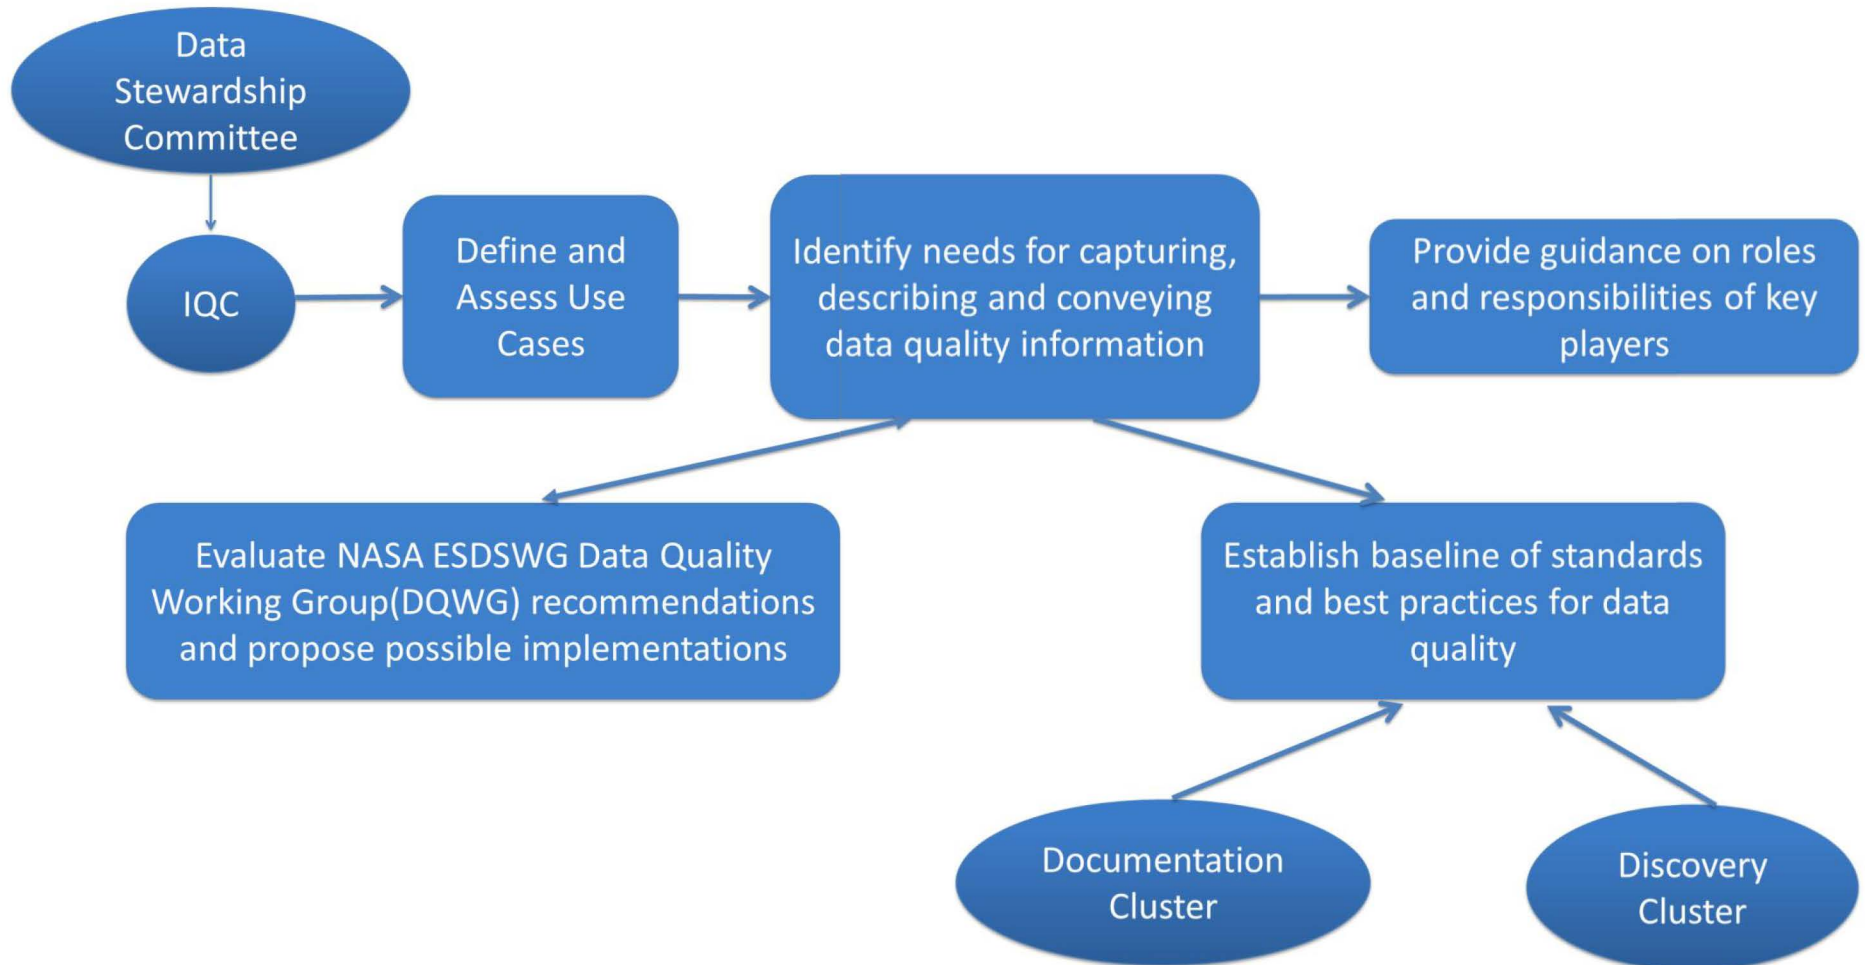 Data
Stewardship
Committee
IQC
Define and
Assess Use
Cases
Identify needs for capturing,
describing and conveying
data quality information
Provide guidance on roles
and responsibilities of key
players
Evaluate NASA ESDSWG Data Quality
Working Group(DQWG) recommendations
and propose possible implementations
Establish baseline of standards
and best practices for data
quality
Documentation
Cluster
Discovery
Cluster